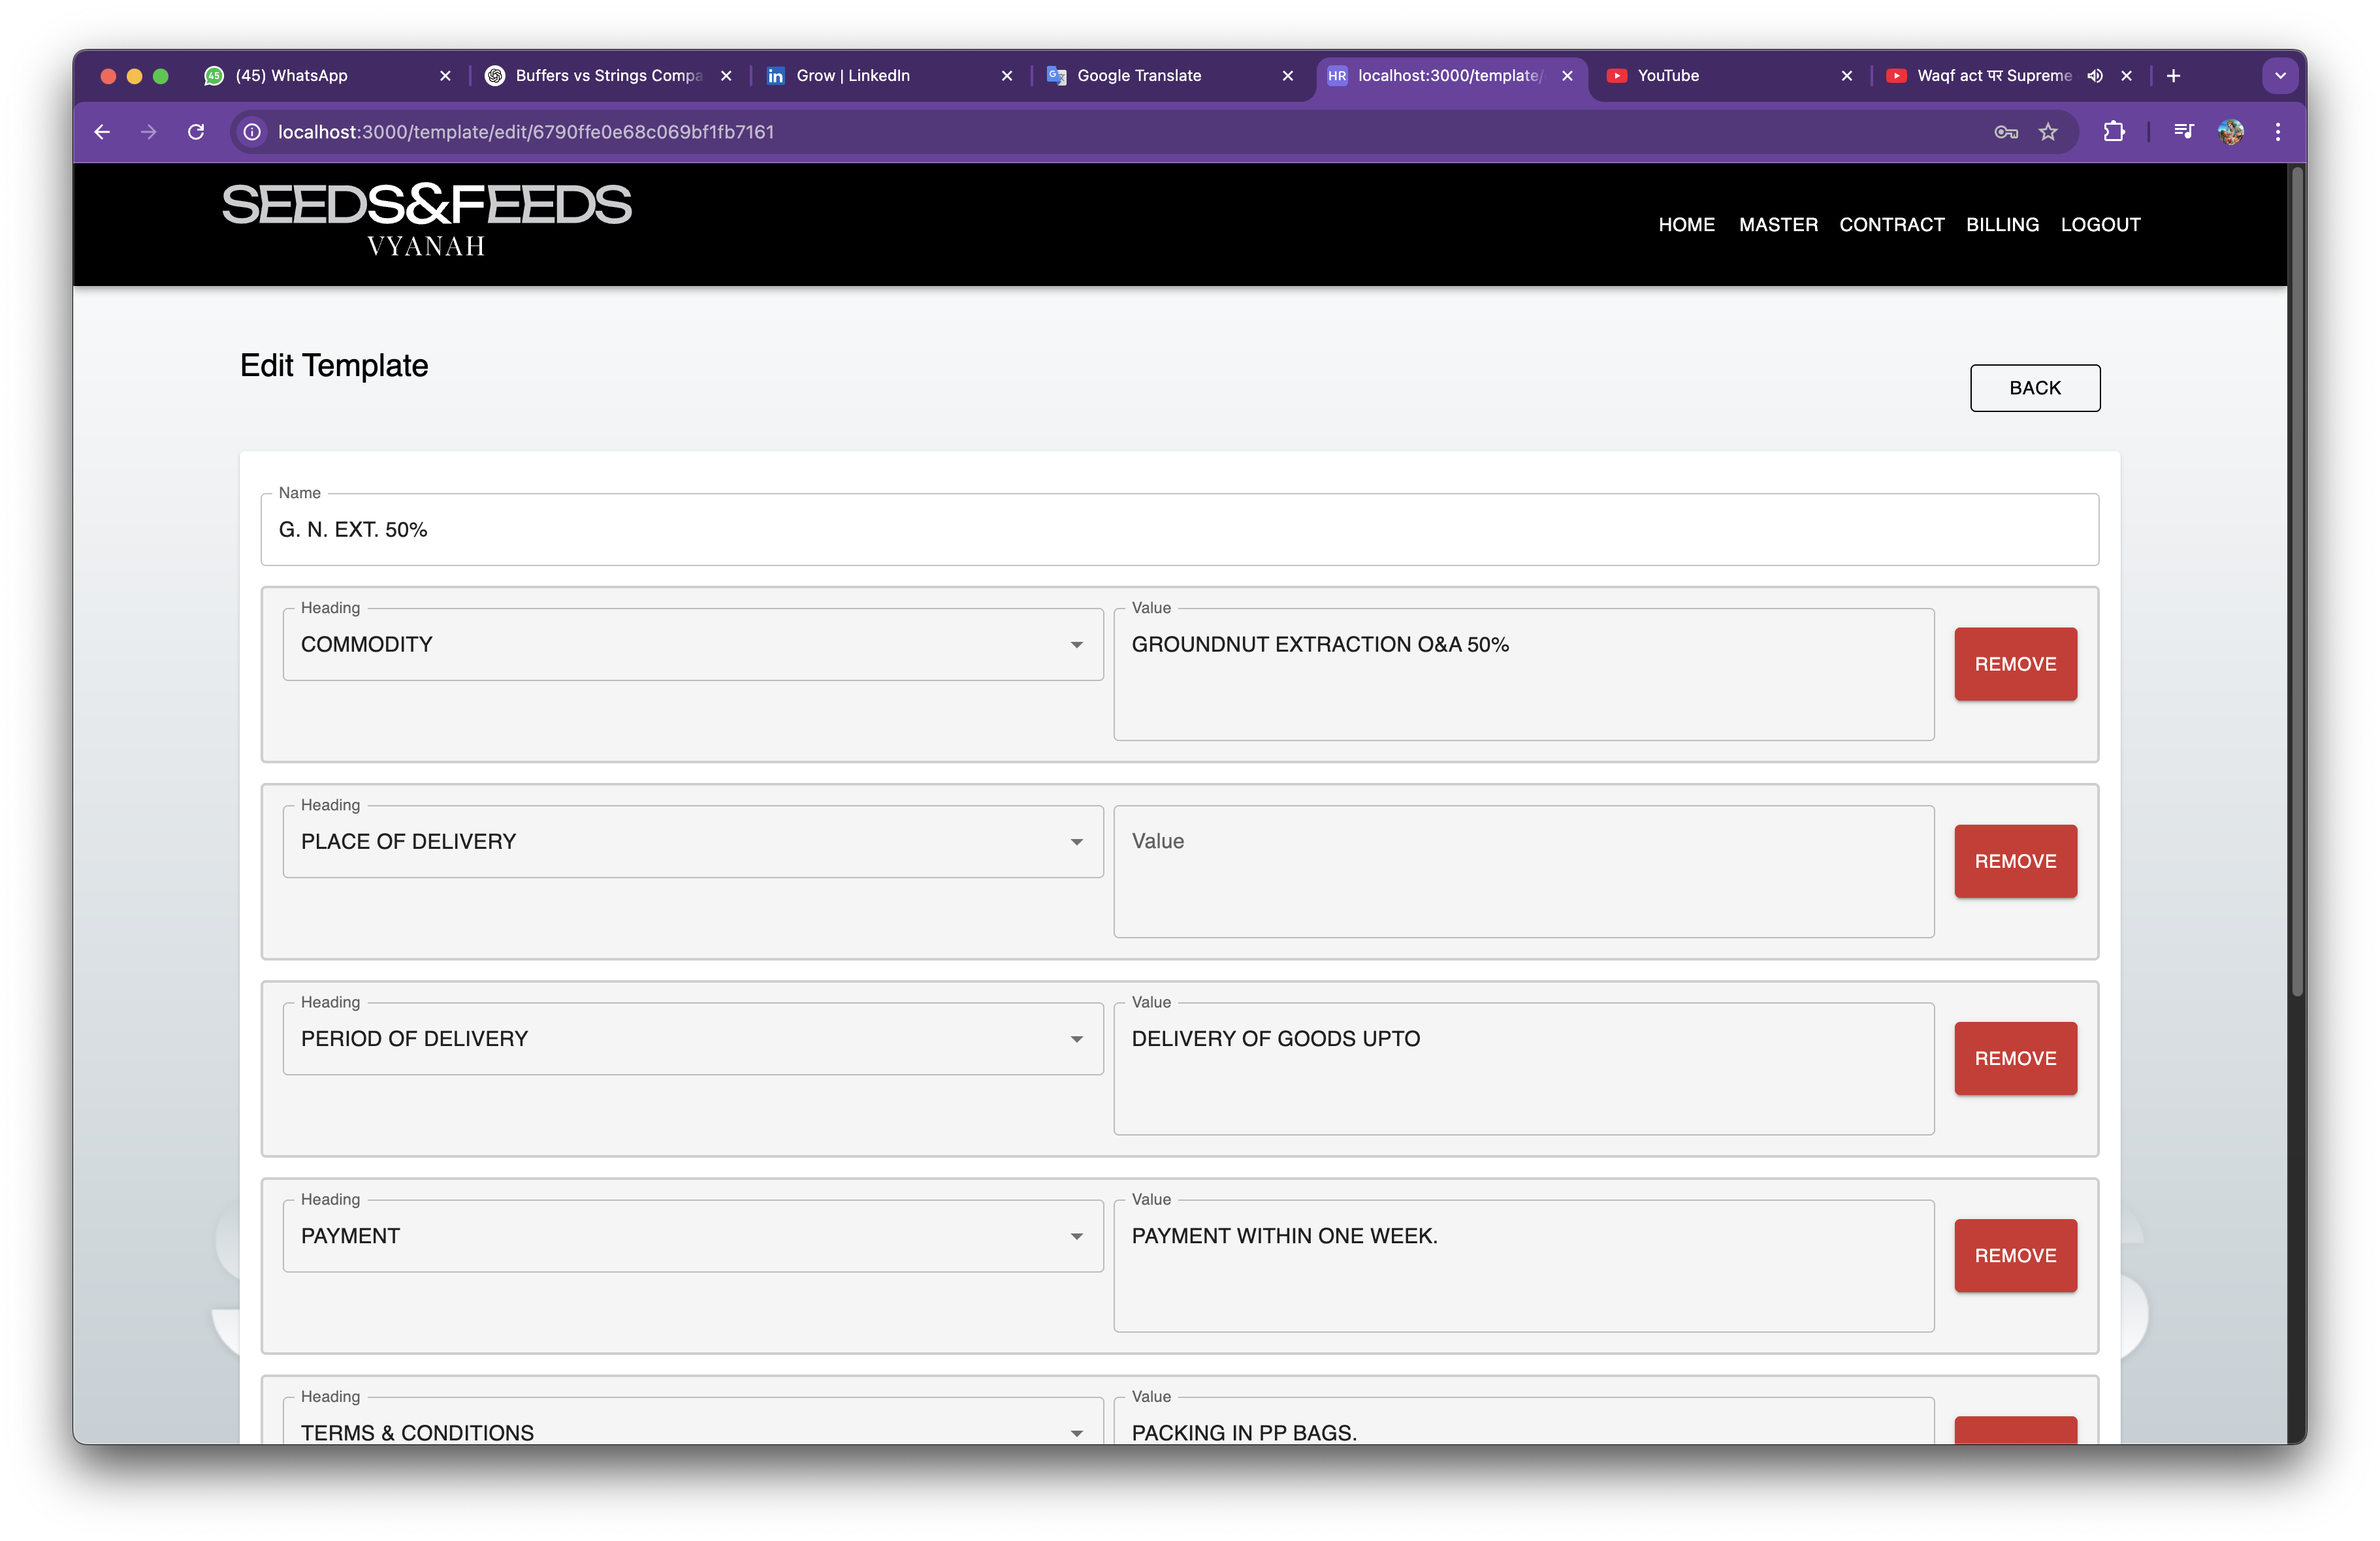 (45) WhatsApp
Buffers vs Strings Compa
in Grow | LinkedIn
Google Translate
HR localhost:3000/template/
YouTube
Waqf act पर Supreme
localhost:3000/template/edit/6790ffe0e68c069bf1fb7161
SEEDS&FEEDS
VYANAH
HOME MASTER CONTRACT BILLING LOGOUT
Edit Template
BACK
Name
G. N. EXT. 50%
Heading
COMMODITY
Value
GROUNDNUT EXTRACTION O&A 50%
REMOVE
Heading
PLACE OF DELIVERY
Value
REMOVE
Heading
PERIOD OF DELIVERY
Value
DELIVERY OF GOODS UPTO
REMOVE
Heading
PAYMENT
Value
PAYMENT WITHIN ONE WEEK.
REMOVE
Heading
TERMS & CONDITIONS
Value
PACKING IN PP BAGS.